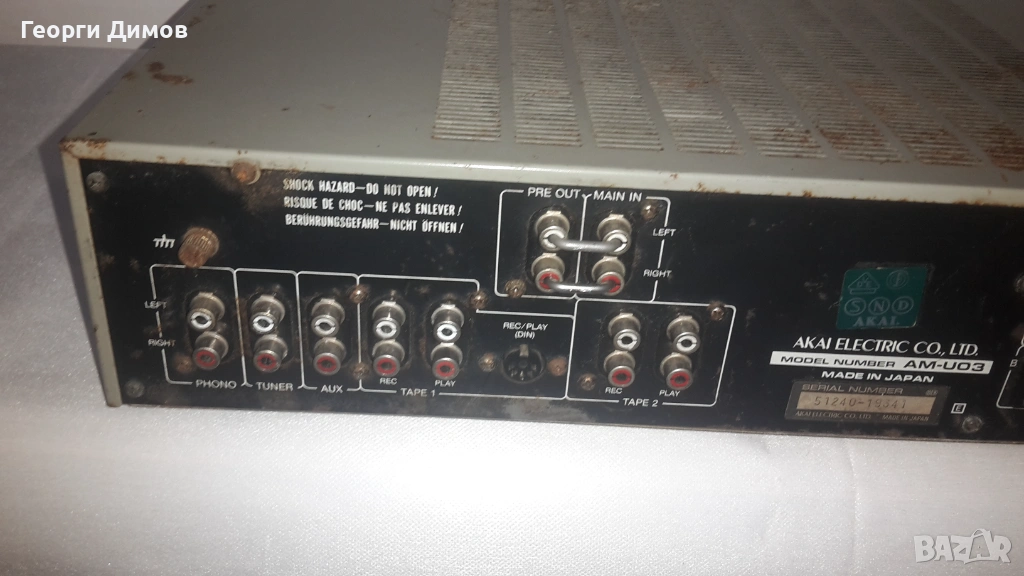 Георги Димов
SHOCK HAZARD—DO NOT OPEN!
RISQUE DE CHOC—NE PAS ENLEVER!
BERÜHRUNGSGEFAHR—NICHT ÖFFNEN!
PRE OUT MAIN IN
LEFT
RIGHT
LEFT
RIGHT
PHONO
TUNER
AUX
REC
PLAY
TAPE 1
REC/PLAY
(DIN)
REC
PLAY
TAPE 2
S N D
AKAI
AKAI ELECTRIC CO., LTD.
MODEL NUMBER AM-U03
MADE IN JAPAN
SERIAL NUMBER
AKAI ELECTRIC CO., LTD. MADE IN JAPAN
E
B
BAZAR